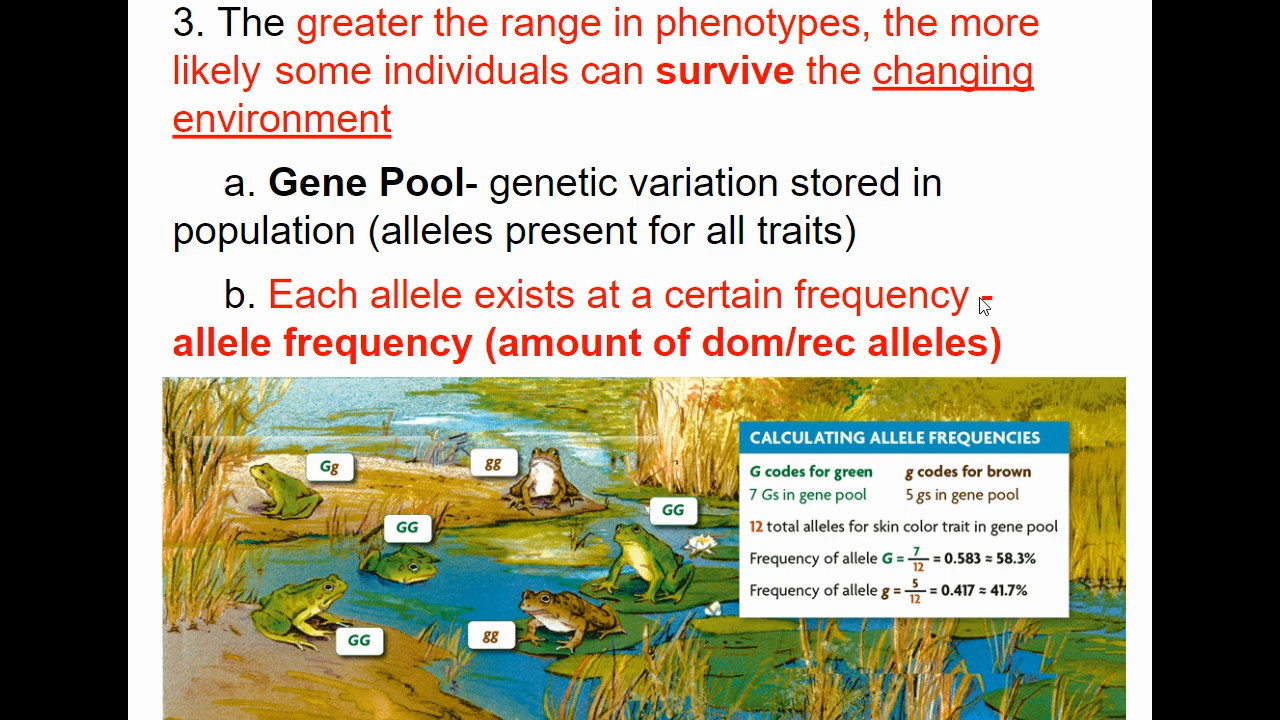 3. The greater the range in phenotypes, the more
likely some individuals can survive the changing
environment
a. Gene Pool- genetic variation stored in
population (alleles present for all traits)
b. Each allele exists at a certain frequency -
allele frequency (amount of dom/rec alleles)
Gg
gg
GG
GG
GG
gg
CALCULATING ALLELE FREQUENCIES
G codes for green g codes for brown
7 Gs in gene pool 5 gs in gene pool
12 total alleles for skin color trait in gene pool
Frequency of allele G = 7/12 = 0.583 ≈ 58.3%
Frequency of allele g = 5/12 = 0.417 ≈ 41.7%